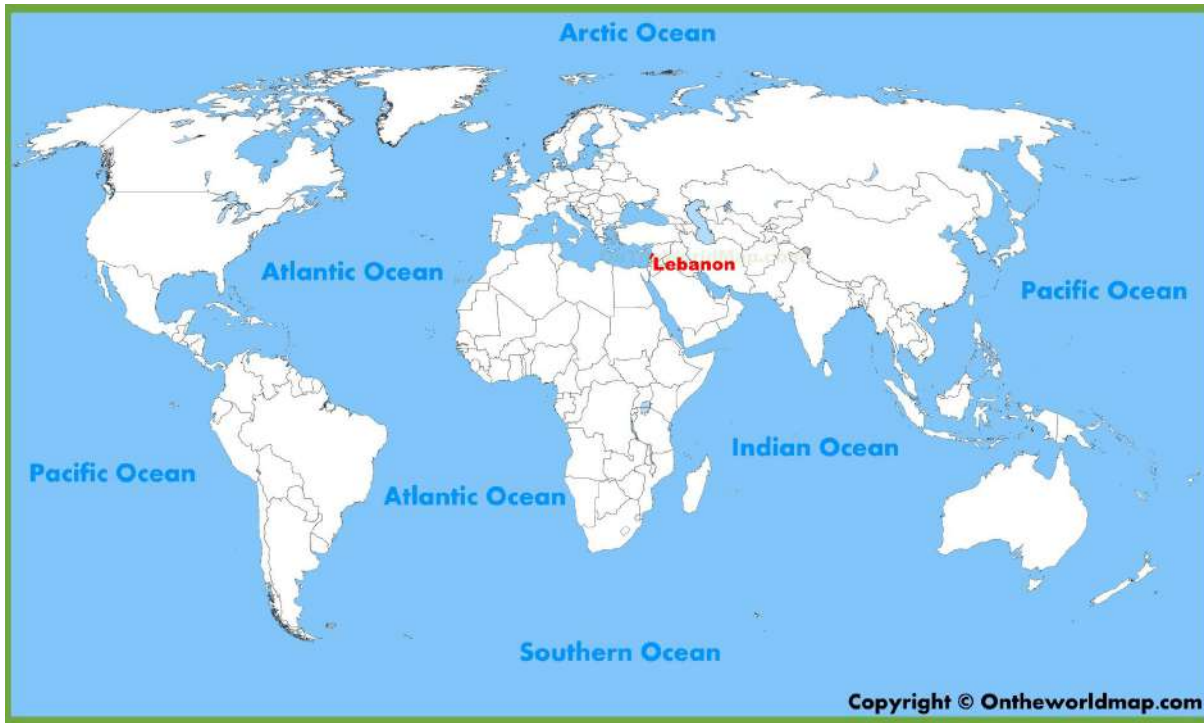 Arctic Ocean
Atlantic Ocean
Lebanon
Pacific Ocean
Indian Ocean
Pacific Ocean
Atlantic Ocean
Southern Ocean
Copyright © Ontheworldmap.com